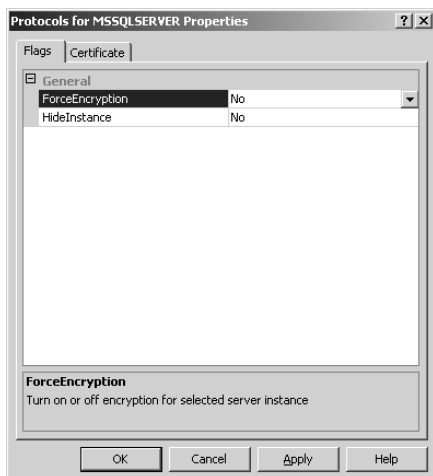 Protocols for MSSQLSERVER Properties
Flags Certificate
General
ForceEncryption No
HideInstance No
ForceEncryption
Turn on or off encryption for selected server instance
OK Cancel Apply Help